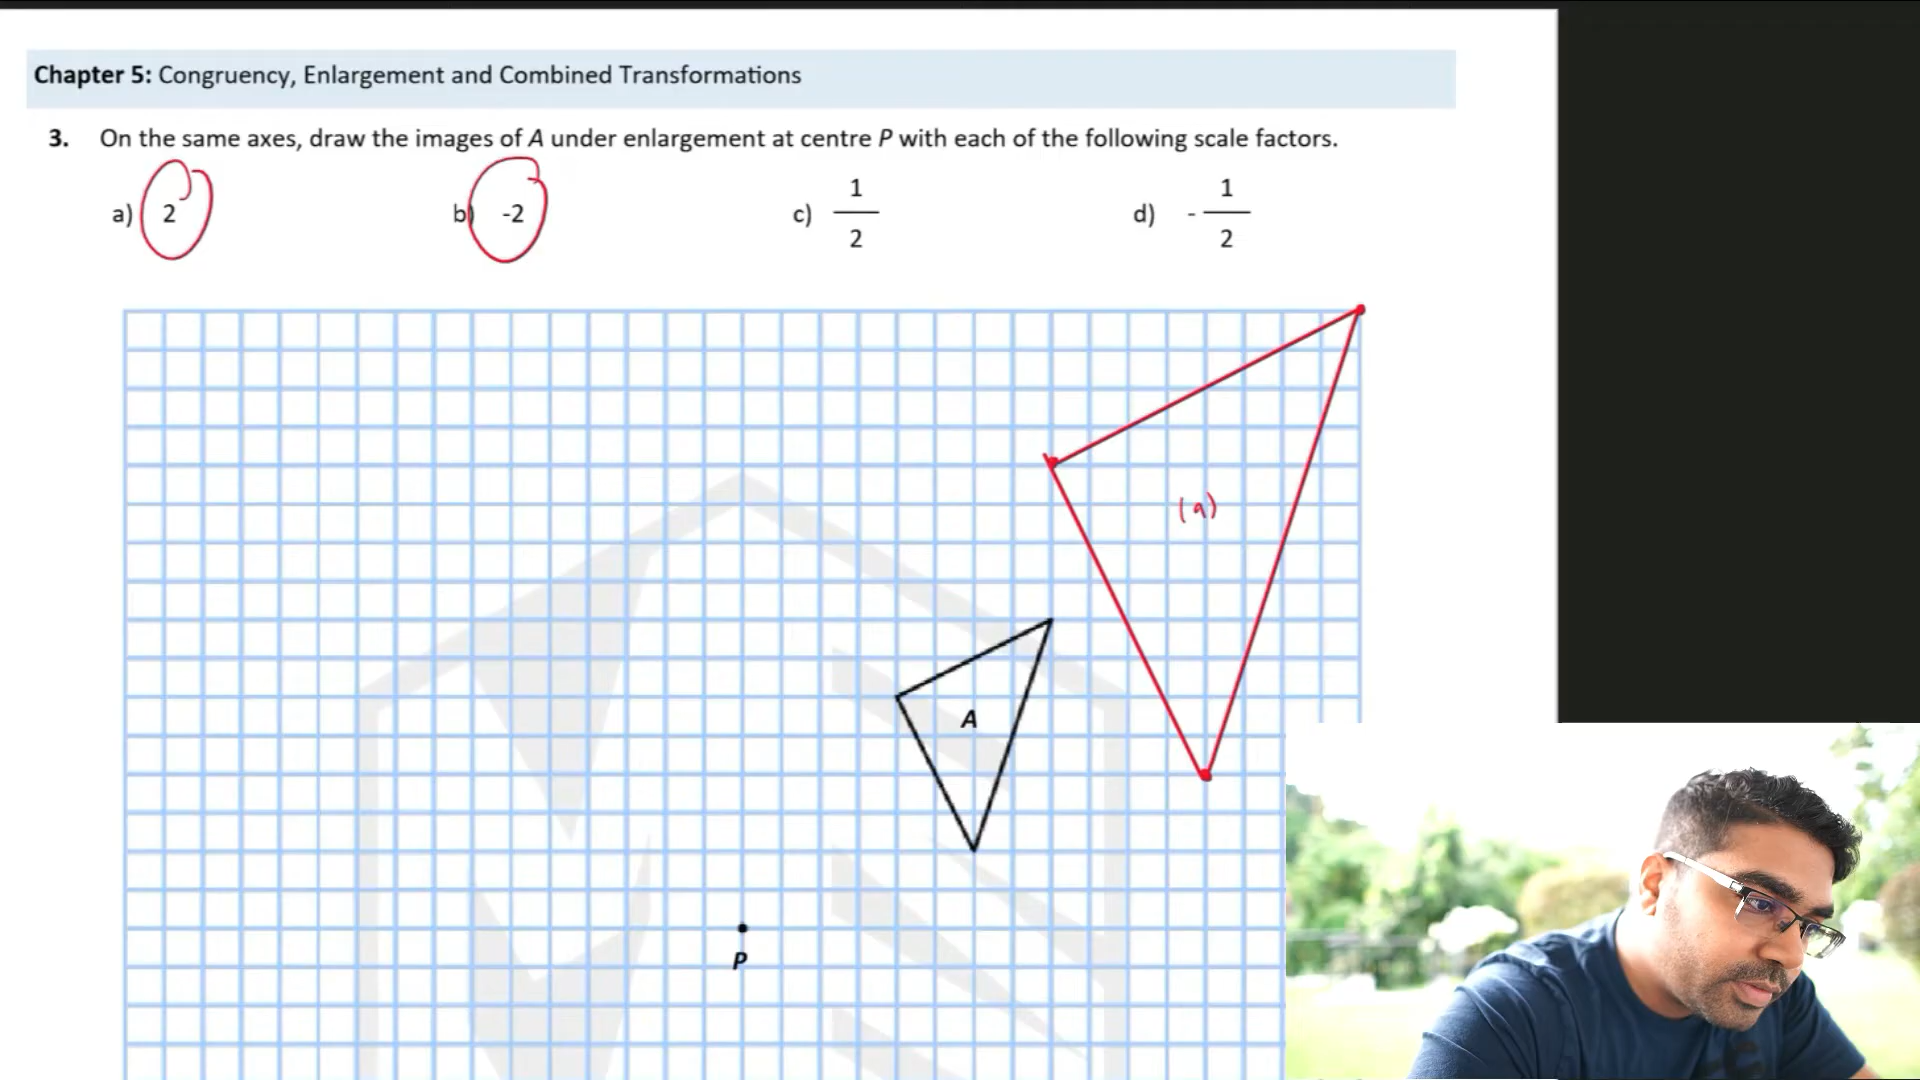 Chapter 5: Congruency, Enlargement and Combined Transformations
3. On the same axes, draw the images of A under enlargement at centre P with each of the following scale factors.
a) 2 b) -2 c) 1/2 d) - 1/2
(a)
A
P